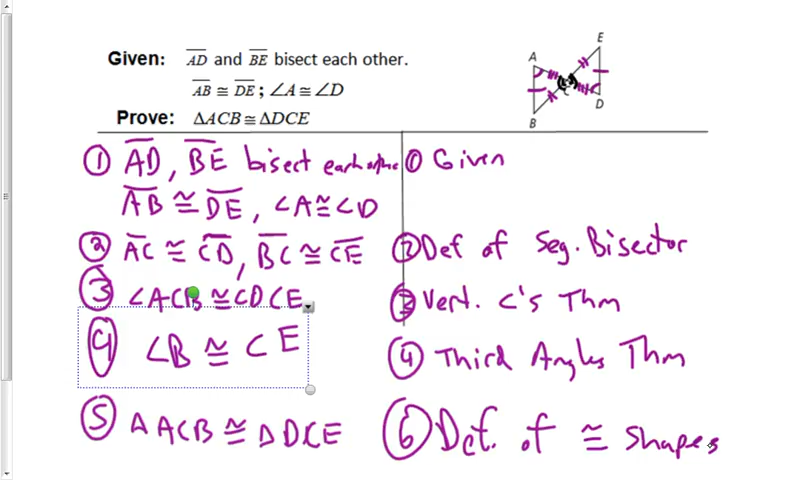 Given: AD and BE bisect each other.
AB ≅ DE ; ∠A ≅ ∠D
Prove: ΔACB ≅ ΔDCE
A
E
B
D
① AD, BE bisect each other ① Given
AB ≅ DE, ∠A ≅ ∠D
② AC ≅ CD, BC ≅ CE ② Def of Seg. Bisector
③ ∠ACB ≅ ∠DCE ③ Vert. ∠'s Thm
④ ∠B ≅ ∠E ④ Third Angles Thm
⑤ Δ ACB ≅ Δ DCE ⑥ Def. of ≅ shapes